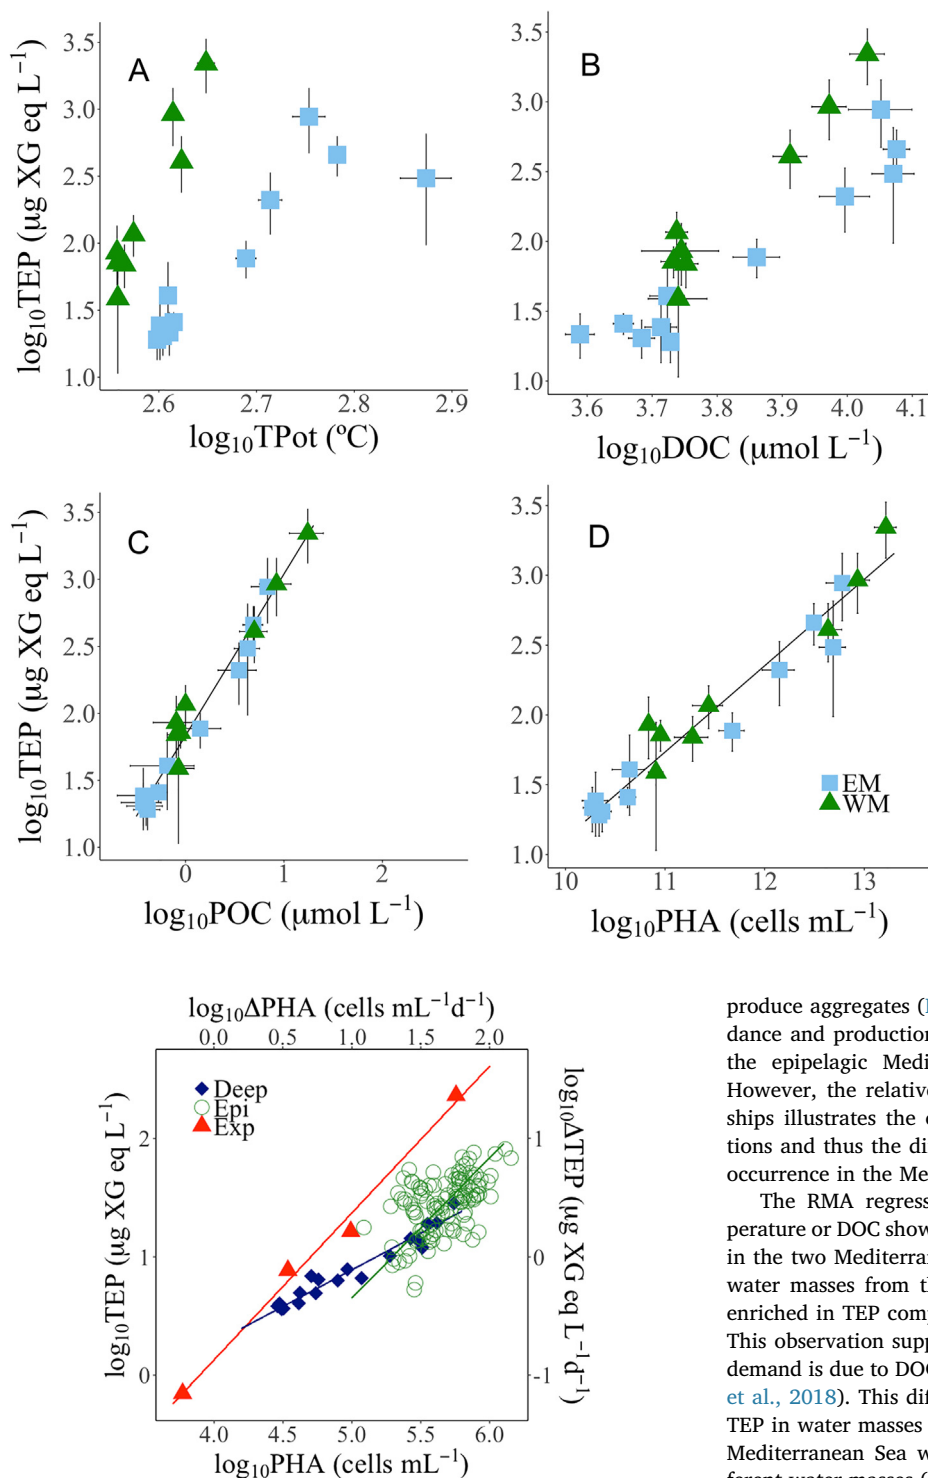 A
log₁₀TEP (μg XG eq L⁻¹)
3.5
3.0
2.5
2.0
1.5
1.0
2.6 2.7 2.8 2.9
log₁₀TPot (ºC)
B
3.5
3.0
2.5
2.0
1.5
1.0
3.6 3.7 3.8 3.9 4.0 4.1
log₁₀DOC (μmol L⁻¹)
C
log₁₀TEP (μg XG eq L⁻¹)
3.5
3.0
2.5
2.0
1.5
1.0
0 1 2
log₁₀POC (μmol L⁻¹)
D
3.5
3.0
2.5
2.0
1.5
1.0
EM
WM
10 11 12 13
log₁₀PHA (cells mL⁻¹)
log₁₀ΔPHA (cells mL⁻¹d⁻¹)
0.0 0.5 1.0 1.5 2.0
Deep
Epi
Exp
log₁₀TEP (μg XG eq L⁻¹)
2
1
0
log₁₀ΔTEP (μg XG eq L⁻¹d⁻¹)
1
0
-1
4.0 4.5 5.0 5.5 6.0
log₁₀PHA (cells mL⁻¹)
produce aggregates (
dance and production
the epipelagic Medi
However, the relative
ships illustrates the
tions and thus the di
occurrence in the Me
The RMA regress
perature or DOC show
in the two Mediterran
water masses from th
enriched in TEP comp
This observation supp
demand is due to DOC
et al., 2018). This dif
TEP in water masses
Mediterranean Sea w